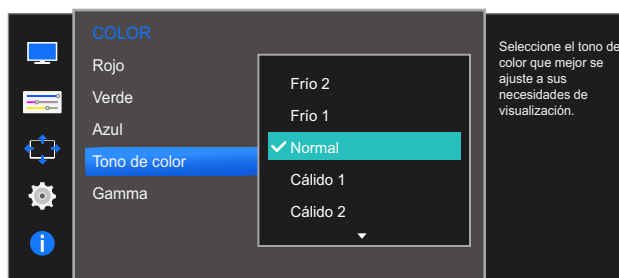 COLOR
Rojo
Verde
Azul
Tono de color
Gamma
Frío 2
Frío 1
Normal
Cálido 1
Cálido 2
Seleccione el tono de
color que mejor se
ajuste a sus
necesidades de
visualización.